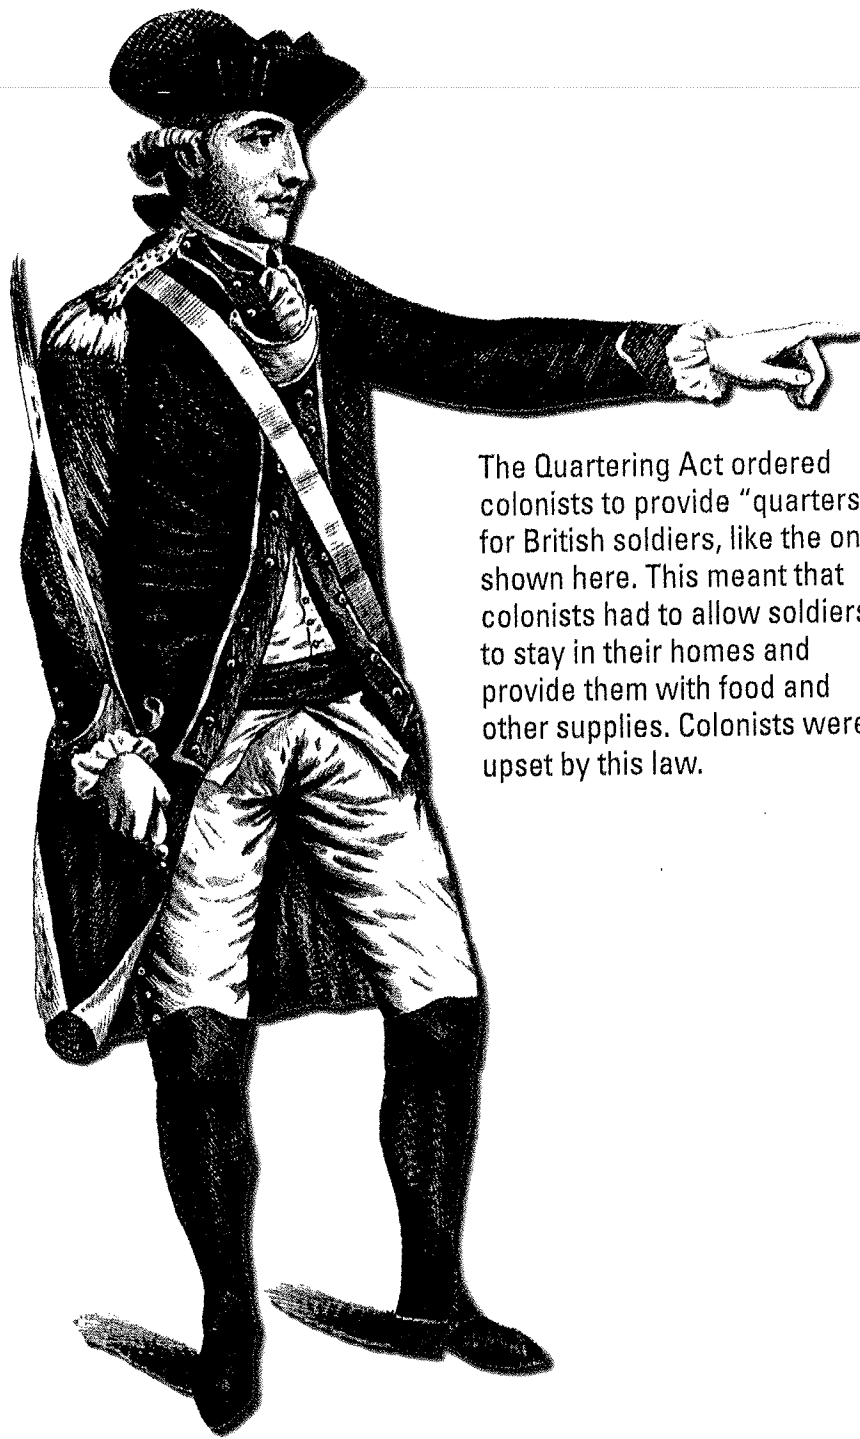 The Quartering Act ordered
colonists to provide “quarters
for British soldiers, like the on
shown here. This meant that
colonists had to allow soldiers
to stay in their homes and
provide them with food and
other supplies. Colonists were
upset by this law.